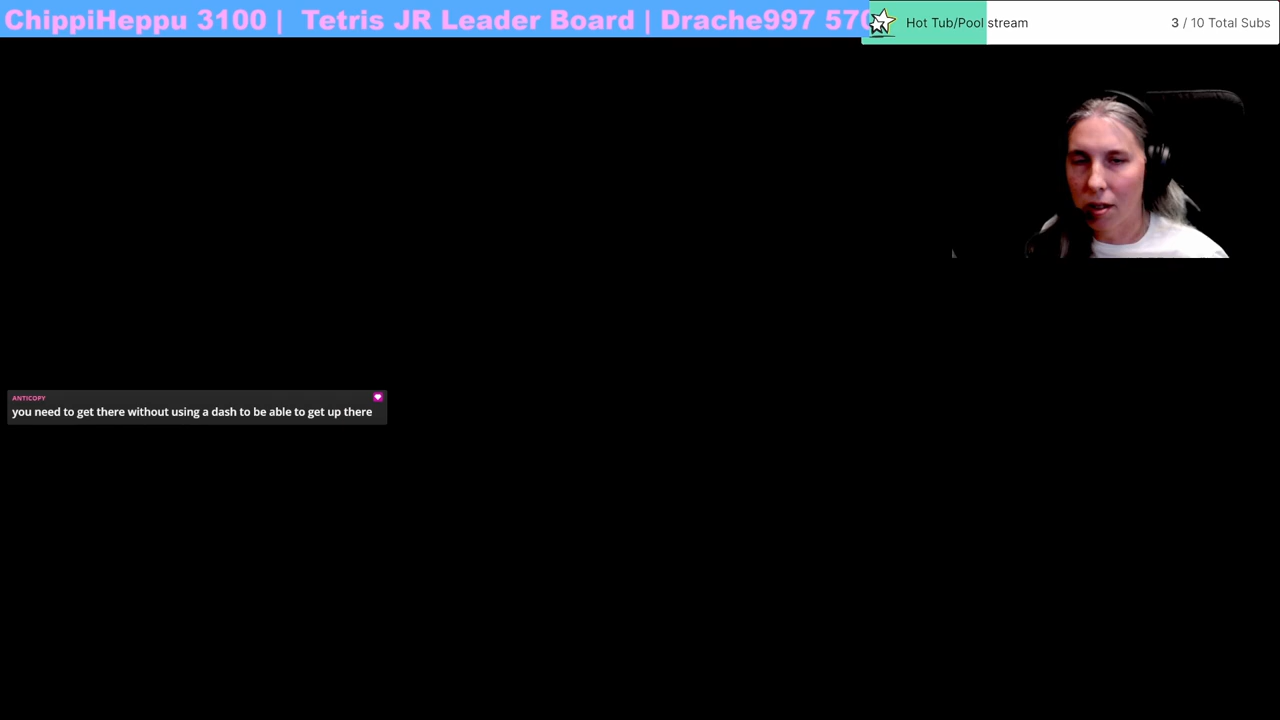 ChippiHeppu 3100 |  Tetris JR Leader Board | Drache997 570
Hot Tub/Pool stream
3 / 10 Total Subs
ANTICOPY
you need to get there without using a dash to be able to get up there